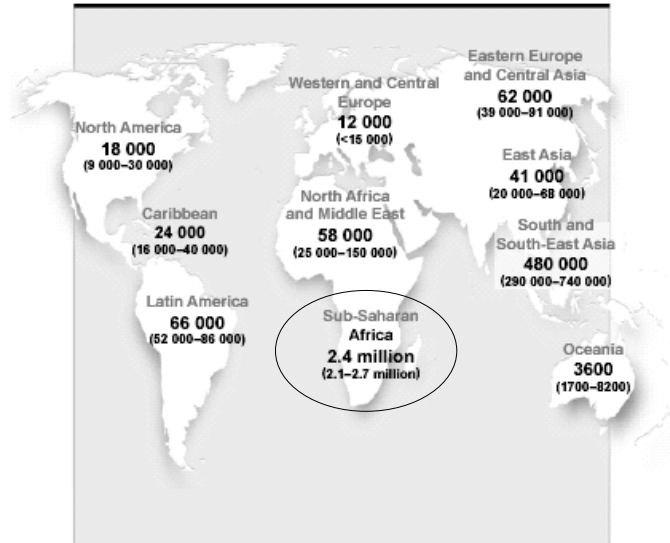 Eastern Europe
and Central Asia
62 000
(39 000–91 000)
Western and Central
Europe
12 000
(<15 000)
North America
18 000
(9 000–30 000)
East Asia
41 000
(20 000–68 000)
North Africa
and Middle East
58 000
(25 000–150 000)
Caribbean
24 000
(16 000–40 000)
South and
South-East Asia
480 000
(290 000–740 000)
Latin America
66 000
(52 000–86 000)
Sub-Saharan
Africa
2.4 million
(2.1–2.7 million)
Oceania
3600
(1700–8200)